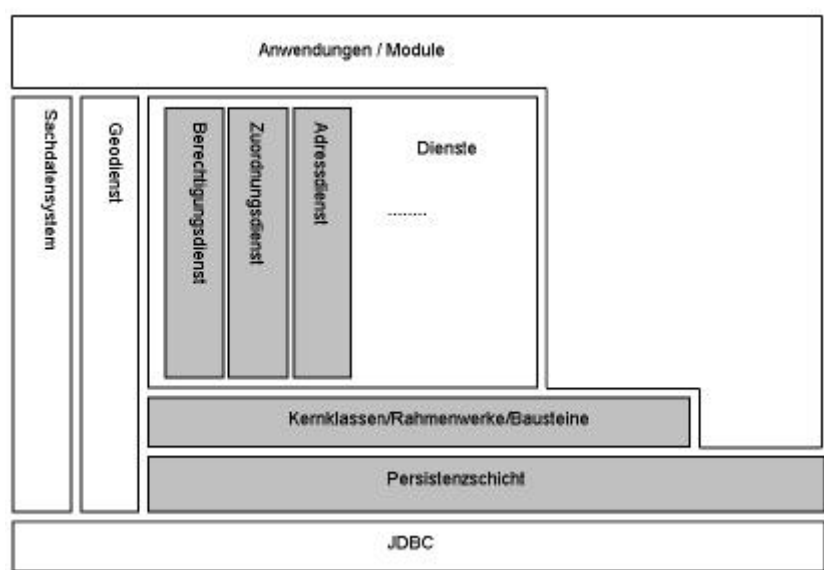 Anwendungen / Module
Sachdatensystem
Geodienst
Berechtigungsdienst
Zuordnungsdienst
Adressdienst
Dienste
........
Kernklassen/Rahmenwerke/Bausteine
Persistenzschicht
JDBC